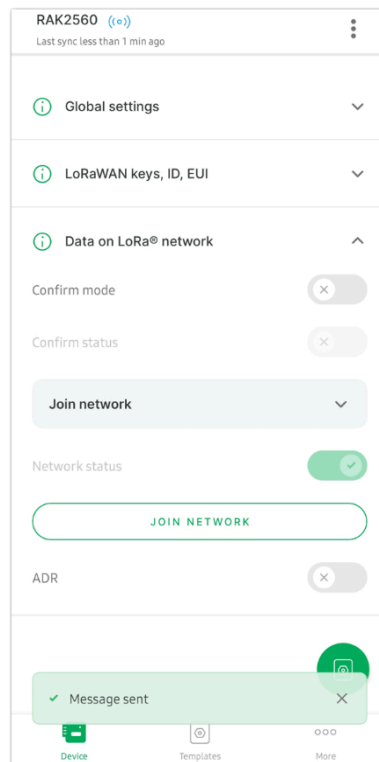 RAK2560
Last sync less than 1 min ago
Global settings
LoRaWAN keys, ID, EUI
Data on LoRa® network
Confirm mode
Confirm status
Join network
Network status
JOIN NETWORK
ADR
Message sent
Device
Templates
More